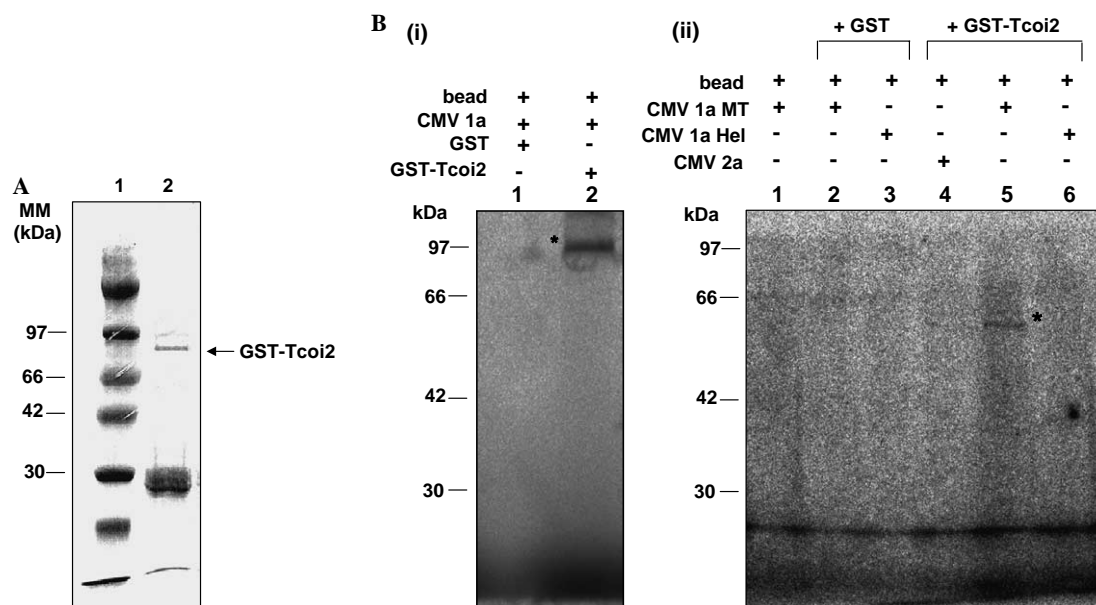 A
1 2
MM
(kDa)
97
66
42
30
GST-Tcoi2
B
(i)
bead + +
CMV 1a + +
GST + -
GST-Tcoi2 - +
1 2
kDa
97
66
42
30
*
(ii)
+ GST + GST-Tcoi2
bead + + + + + +
CMV 1a MT + + - - + -
CMV 1a Hel - - + - - +
CMV 2a - - - + - -
1 2 3 4 5 6
kDa
97
66
42
30
*